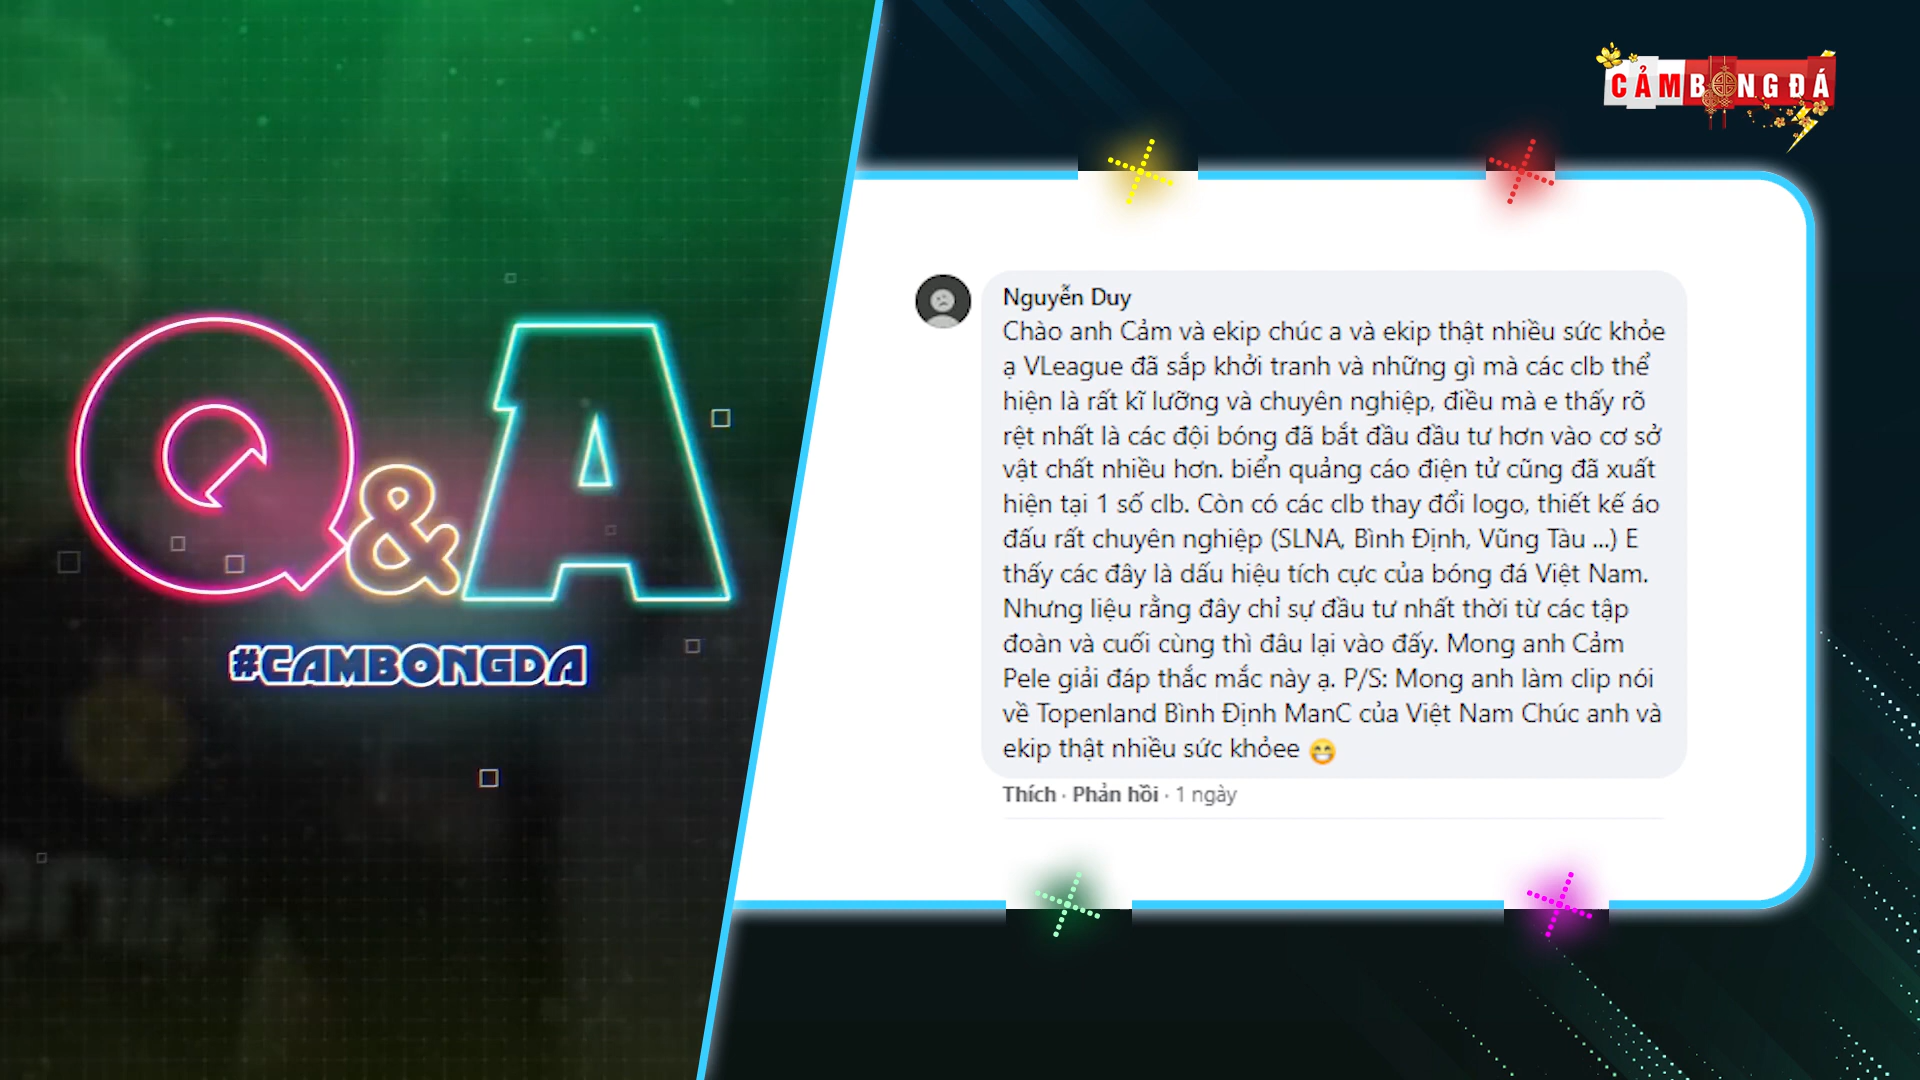 CẢMBONGĐÁ
Q&A
#CAMBONGDA
Nguyễn Duy
Chào anh Cảm và ekip chúc a và ekip thật nhiều sức khỏe
ạ VLeague đã sắp khởi tranh và những gì mà các clb thể
hiện là rất kĩ lưỡng và chuyên nghiệp, điều mà e thấy rõ
rệt nhất là các đội bóng đã bắt đầu đầu tư hơn vào cơ sở
vật chất nhiều hơn. biển quảng cáo điện tử cũng đã xuất
hiện tại 1 số clb. Còn có các clb thay đổi logo, thiết kế áo
đấu rất chuyên nghiệp (SLNA, Bình Định, Vũng Tàu ...) E
thấy các đây là dấu hiệu tích cực của bóng đá Việt Nam.
Nhưng liệu rằng đây chỉ sự đầu tư nhất thời từ các tập
đoàn và cuối cùng thì đâu lại vào đấy. Mong anh Cảm
Pele giải đáp thắc mắc này ạ. P/S: Mong anh làm clip nói
về Topenland Bình Định ManC của Việt Nam Chúc anh và
ekip thật nhiều sức khỏee 😁
Thích · Phản hồi · 1 ngày